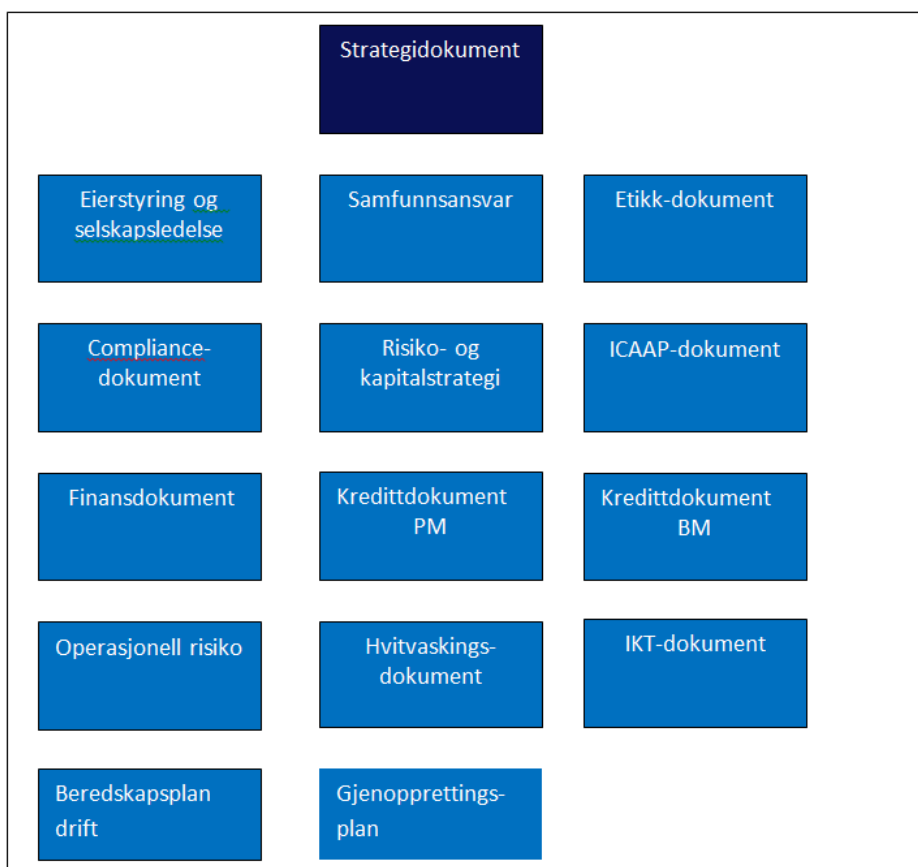 Strategidokument
Eierstyring og
selskapsledelse
Samfunnsansvar
Etikk-dokument
Compliance-
dokument
Risiko- og
kapitalstrategi
ICAAP-dokument
Finansdokument
Kredittdokument
PM
Kredittdokument
BM
Operasjonell risiko
Hvitvaskings-
dokument
IKT-dokument
Beredskapsplan
drift
Gjenopprettings-
plan